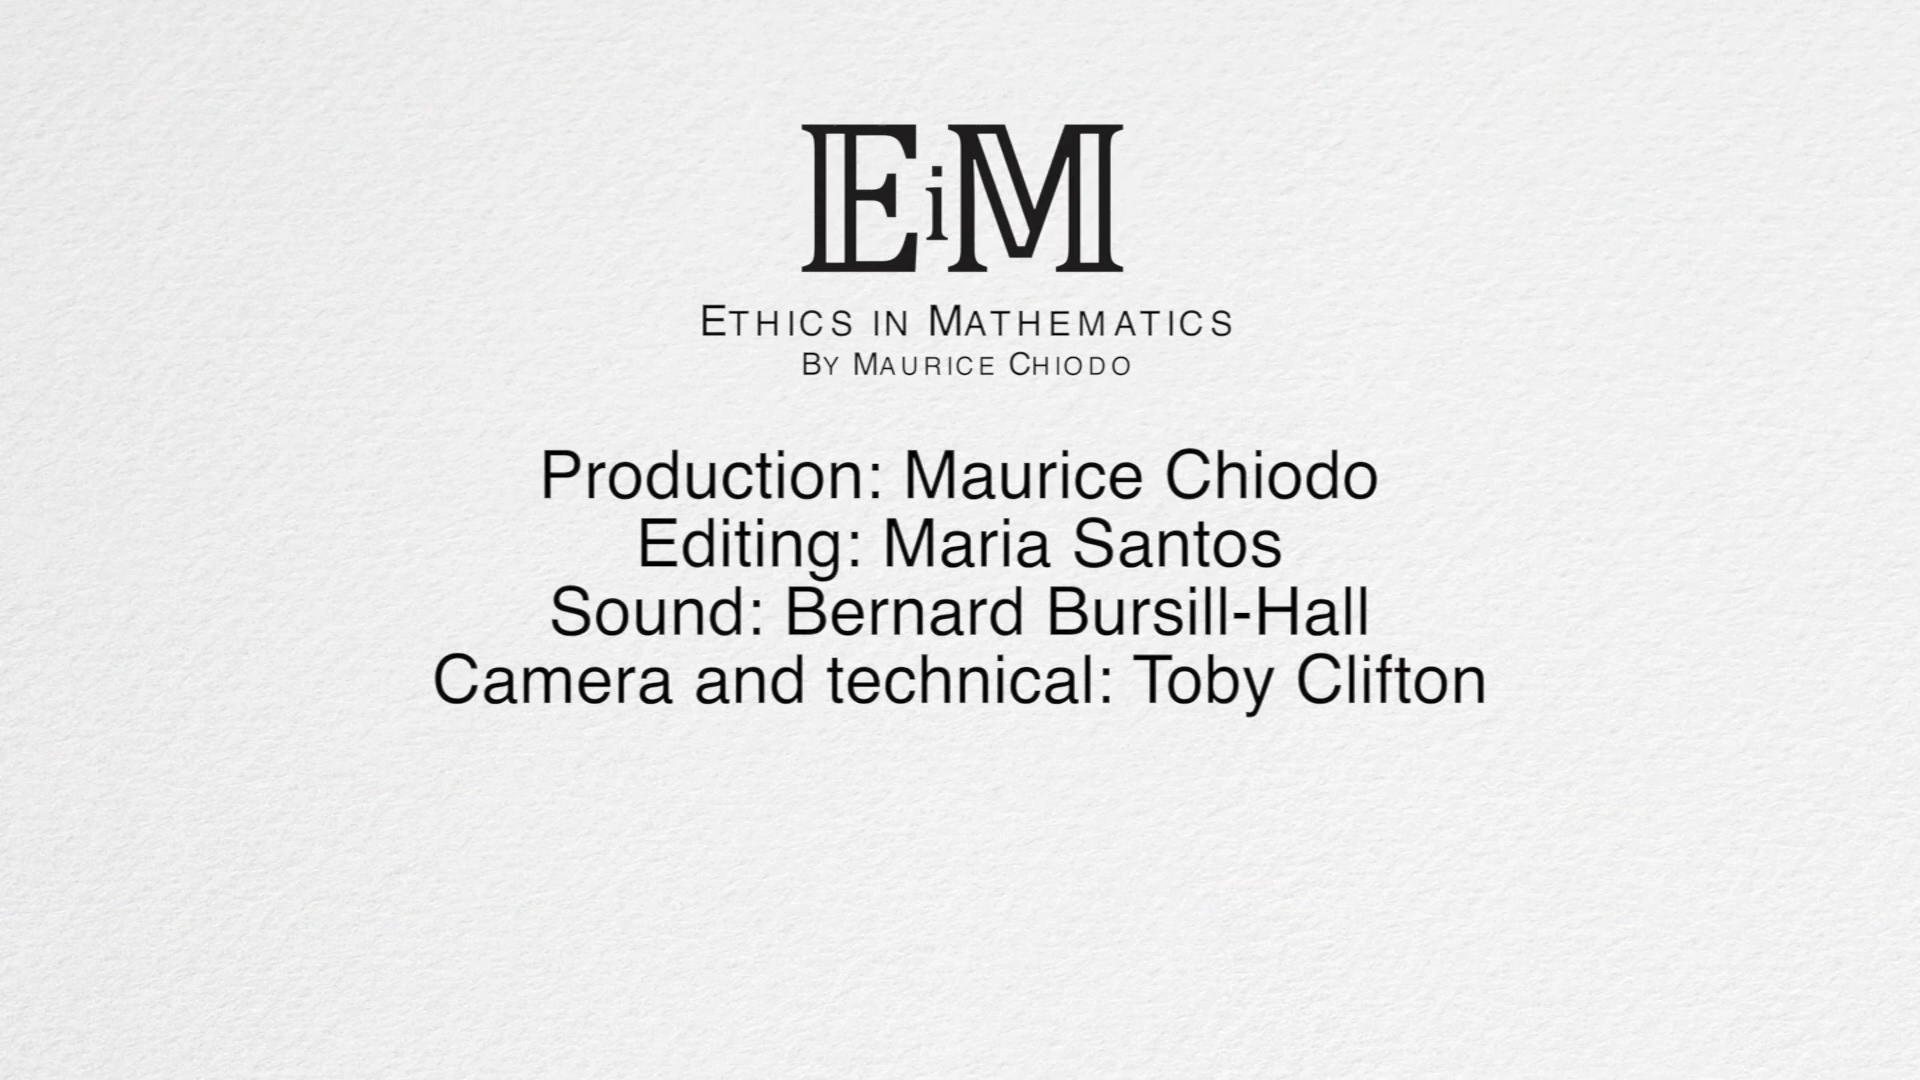 EiM
ETHICS IN MATHEMATICS
BY MAURICE CHIODO
Production: Maurice Chiodo
Editing: Maria Santos
Sound: Bernard Bursill-Hall
Camera and technical: Toby Clifton